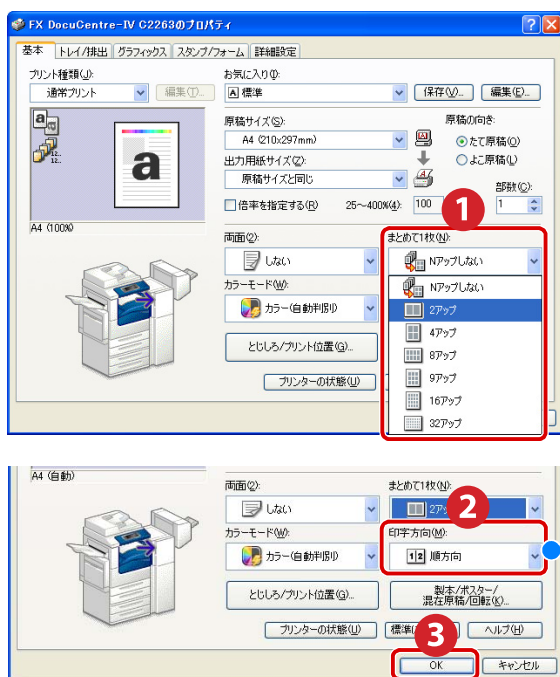 FX DocuCentre-IV C2263のプロパティ
基本 トレイ/排出 グラフィックス スタンプ/フォーム 詳細設定
プリント種類(J): お気に入り(I):
通常プリント 編集(T)... A 標準 保存(V)... 編集(E)...
原稿サイズ(S): 原稿の向き:
A4 (210x297mm) たて原稿(O)
出力用紙サイズ(Z): よこ原稿(L)
原稿サイズと同じ 部数(C):
倍率を指定する(R) 25~400%(4): 100 1
1
a
A4 (100%)
両面(2): まとめて1枚(N):
しない Nアップしない
カラーモード(W): Nアップしない
カラー(自動判別) 2アップ
4アップ
とじしろ/プリント位置(G)... 8アップ
プリンターの状態(U) 9アップ
16アップ
32アップ
A4 (自動)
両面(2): まとめて1枚(N):
しない
2
カラーモード(W): 印字方向(M):
カラー(自動判別) 1 2 順方向
とじしろ/プリント位置(G)... 製本/ポスター/
混在原稿/回転(K)...
プリンターの状態(U) ヘルプ(H)
3
OK キャンセル